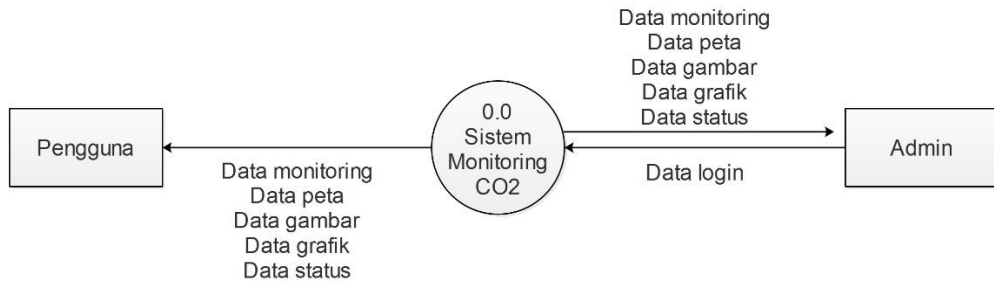 Data monitoring
Data peta
Data gambar
Data grafik
Data status
Pengguna
0.0
Sistem
Monitoring
CO2
Admin
Data login
Data monitoring
Data peta
Data gambar
Data grafik
Data status